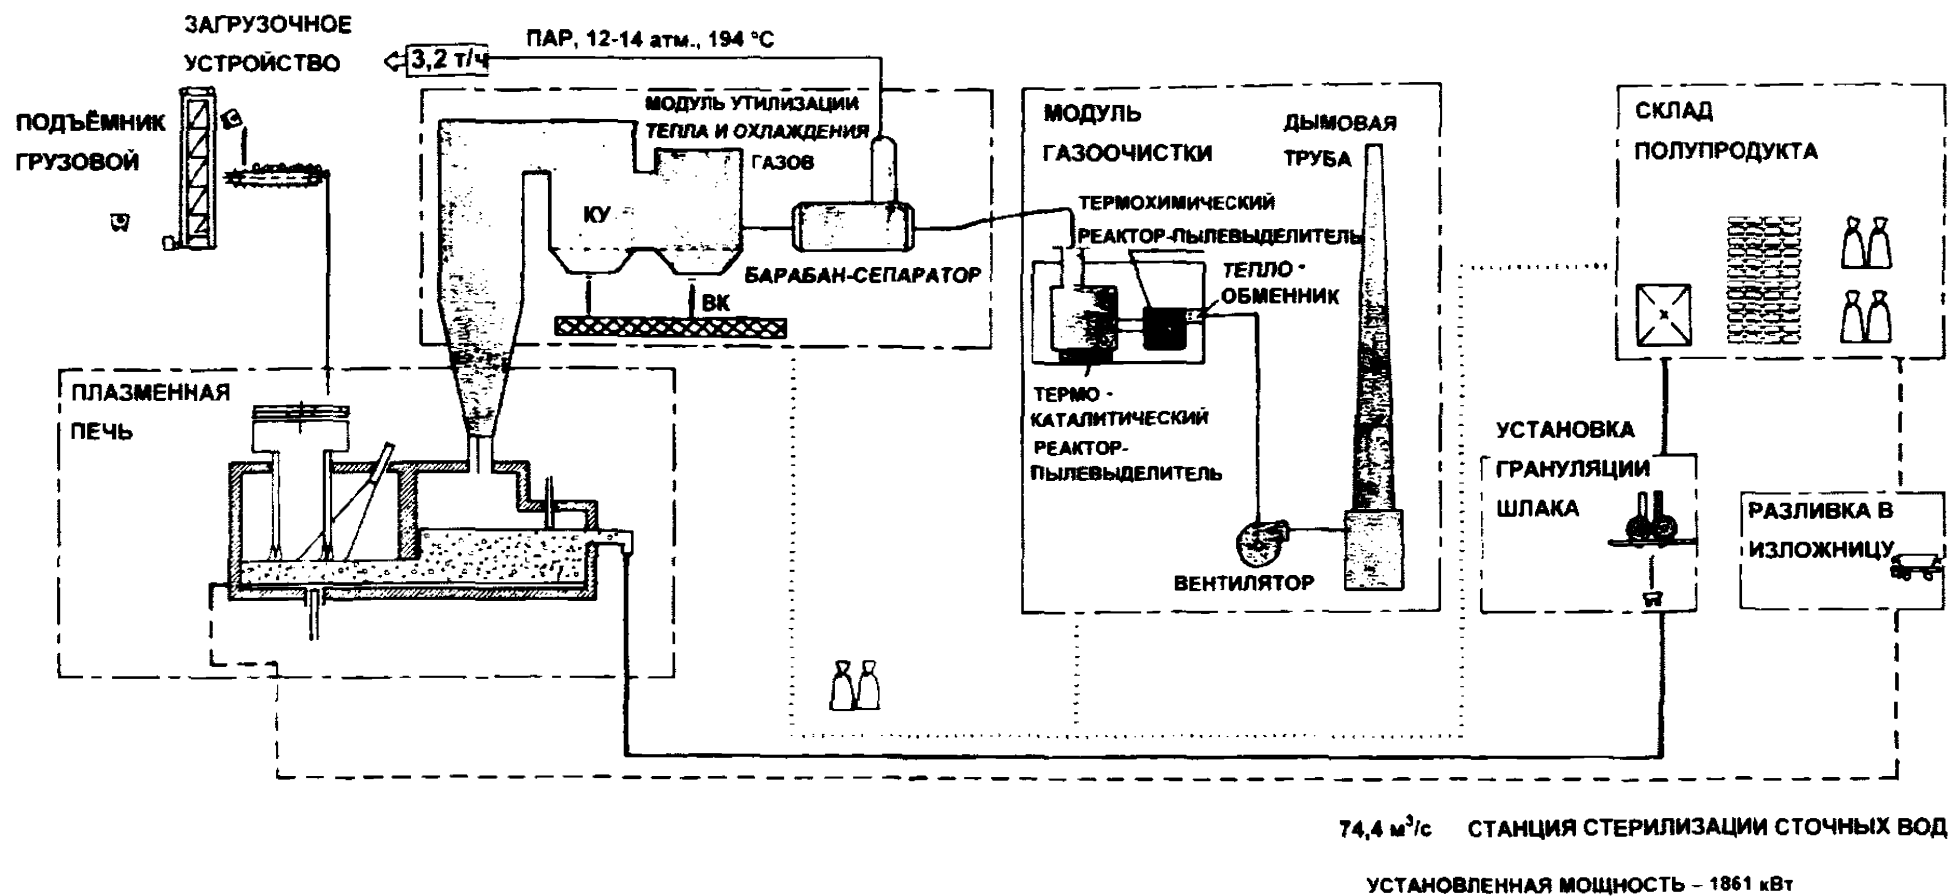 ЗАГРУЗОЧНОЕ
УСТРОЙСТВО
ПАР, 12-14 атм., 194 °С
3,2 т/ч
ПОДЪЁМНИК
ГРУЗОВОЙ
МОДУЛЬ УТИЛИЗАЦИИ
ТЕПЛА И ОХЛАЖДЕНИЯ
ГАЗОВ
КУ
БАРАБАН-СЕПАРАТОР
ВК
МОДУЛЬ
ГАЗООЧИСТКИ
ДЫМОВАЯ
ТРУБА
ТЕРМОХИМИЧЕСКИЙ
РЕАКТОР-ПЫЛЕВЫДЕЛИТЕЛЬ
ТЕПЛО -
ОБМЕННИК
ТЕРМО -
КАТАЛИТИЧЕСКИЙ
РЕАКТОР-
ПЫЛЕВЫДЕЛИТЕЛЬ
ВЕНТИЛЯТОР
СКЛАД
ПОЛУПРОДУКТА
ПЛАЗМЕННАЯ
ПЕЧЬ
УСТАНОВКА
ГРАНУЛЯЦИИ
ШЛАКА
РАЗЛИВКА В
ИЗЛОЖНИЦУ
74,4 м³/с СТАНЦИЯ СТЕРИЛИЗАЦИИ СТОЧНЫХ ВОД
УСТАНОВЛЕННАЯ МОЩНОСТЬ – 1861 кВт